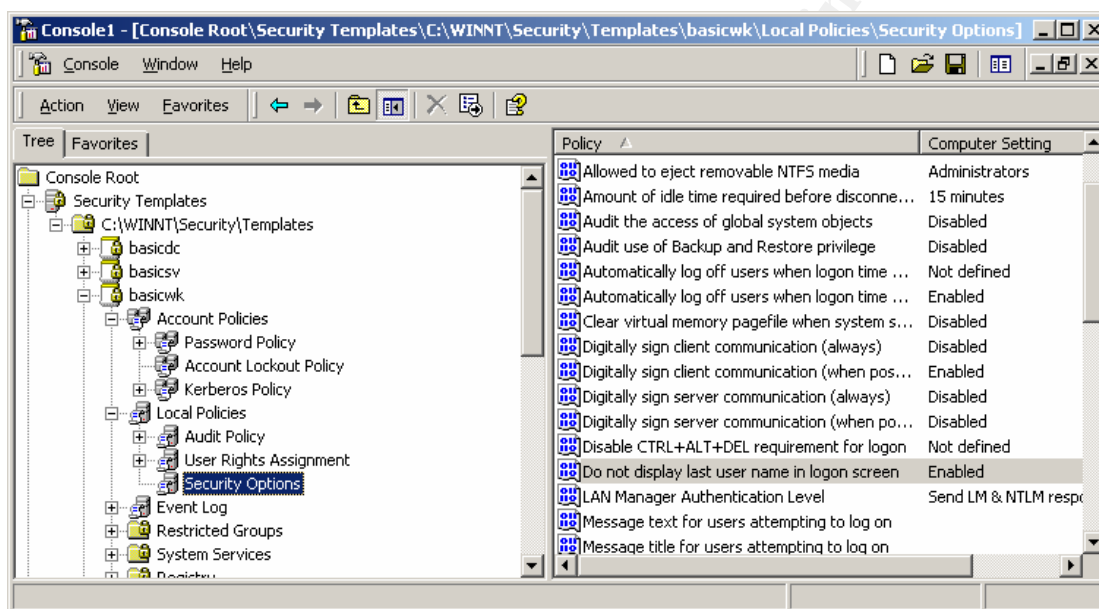 Console1 - [Console Root\Security Templates\C:\WINNT\Security\Templates\basicwk\Local Policies\Security Options]
Console Window Help
Action View Favorites
Tree Favorites
Console Root
Security Templates
C:\WINNT\Security\Templates
basicdc
basicsv
basicwk
Account Policies
Password Policy
Account Lockout Policy
Kerberos Policy
Local Policies
Audit Policy
User Rights Assignment
Security Options
Event Log
Restricted Groups
System Services
Registry
Policy Computer Setting
Allowed to eject removable NTFS media Administrators
Amount of idle time required before disconne... 15 minutes
Audit the access of global system objects Disabled
Audit use of Backup and Restore privilege Disabled
Automatically log off users when logon time ... Not defined
Automatically log off users when logon time ... Enabled
Clear virtual memory pagefile when system s... Disabled
Digitally sign client communication (always) Disabled
Digitally sign client communication (when pos... Enabled
Digitally sign server communication (always) Disabled
Digitally sign server communication (when po... Disabled
Disable CTRL+ALT+DEL requirement for logon Not defined
Do not display last user name in logon screen Enabled
LAN Manager Authentication Level Send LM & NTLM respo
Message text for users attempting to log on
Message title for users attempting to log on